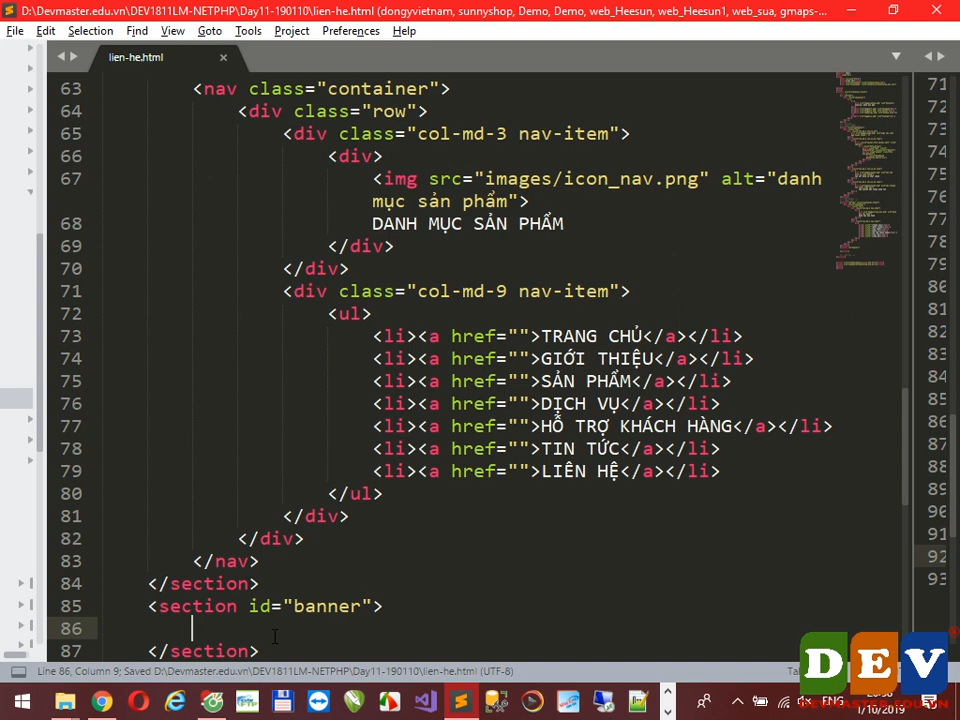 D:\Devmaster.edu.vn\DEV1811LM-NETPHP\Day11-190110\lien-he.html (dongyvietnam, sunnyshop, Demo, Demo, web_Heesun, web_Heesun1, web_sua, gmaps-...
File Edit Selection Find View Goto Tools Project Preferences Help
lien-he.html
63 <nav class="container">
64 <div class="row">
65 <div class="col-md-3 nav-item">
66 <div>
67 <img src="images/icon_nav.png" alt="danh
mục sản phẩm">
68 DANH MỤC SẢN PHẨM
69 </div>
70 </div>
71 <div class="col-md-9 nav-item">
72 <ul>
73 <li><a href="">TRANG CHỦ</a></li>
74 <li><a href="">GIỚI THIỆU</a></li>
75 <li><a href="">SẢN PHẨM</a></li>
76 <li><a href="">DỊCH VỤ</a></li>
77 <li><a href="">HỖ TRỢ KHÁCH HÀNG</a></li>
78 <li><a href="">TIN TỨC</a></li>
79 <li><a href="">LIÊN HỆ</a></li>
80 </ul>
81 </div>
82 </div>
83 </nav>
84 </section>
85 <section id="banner">
86
87 </section>
71
72
73
74
75
76
77
78
79
80
81
82
83
84
85
86
87
88
89
90
91
92
93
Line 86, Column 9; Saved D:\Devmaster.edu.vn\DEV1811LM-NETPHP\Day11-190110\lien-he.html (UTF-8)
DEV
DEVMASTER.EDU.VN
ENG
1/10/2019